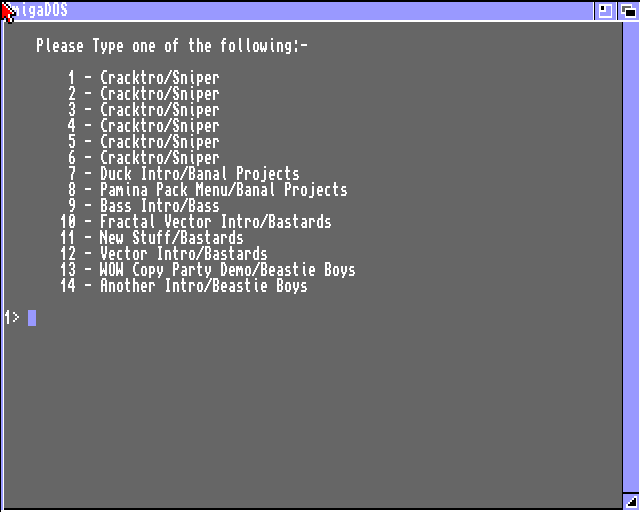 AmigaDOS
Please Type one of the following:-
1 - Cracktro/Sniper
2 - Cracktro/Sniper
3 - Cracktro/Sniper
4 - Cracktro/Sniper
5 - Cracktro/Sniper
6 - Cracktro/Sniper
7 - Duck Intro/Banal Projects
8 - Pamina Pack Menu/Banal Projects
9 - Bass Intro/Bass
10 - Fractal Vector Intro/Bastards
11 - New Stuff/Bastards
12 - Vector Intro/Bastards
13 - WOW Copy Party Demo/Beastie Boys
14 - Another Intro/Beastie Boys
1>